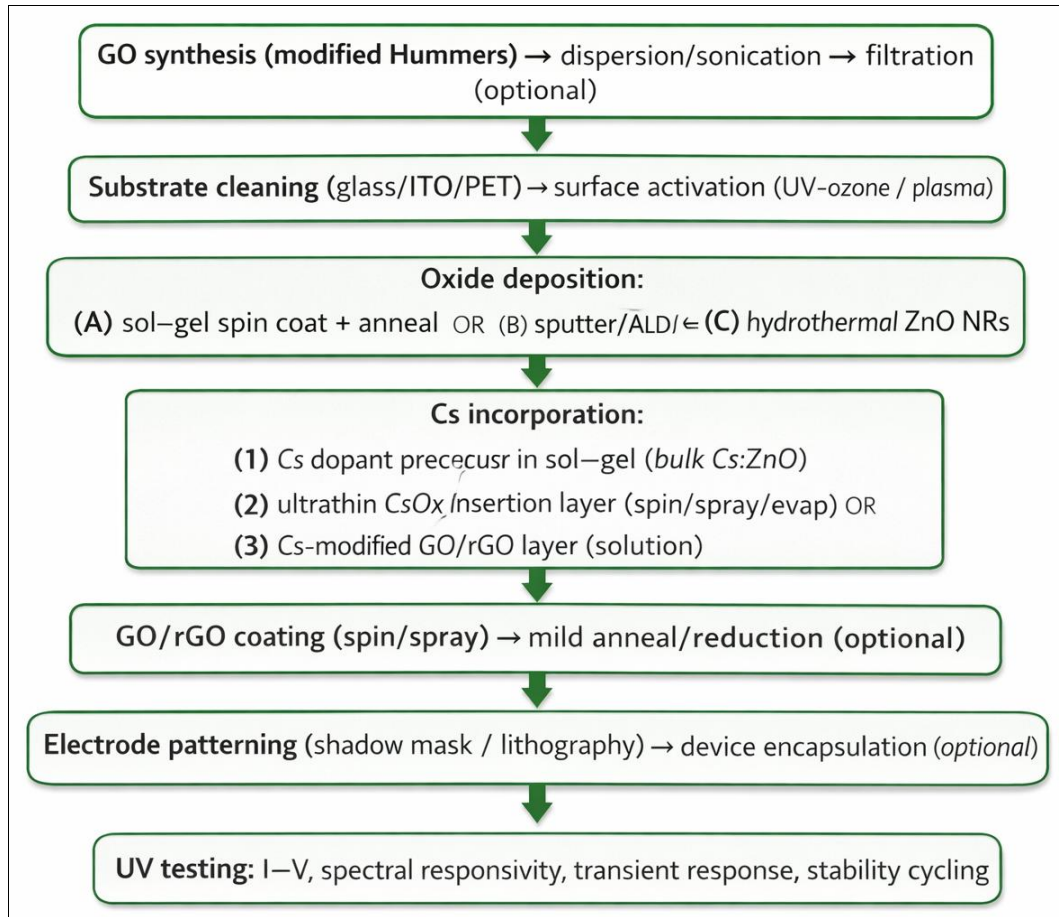 GO synthesis (modified Hummers) → dispersion/sonication → filtration
(optional)
Substrate cleaning (glass/ITO/PET) → surface activation (UV-ozone / plasma)
Oxide deposition:
(A) sol–gel spin coat + anneal OR (B) sputter/ALD/ ⇐ (C) hydrothermal ZnO NRs
Cs incorporation:
(1) Cs dopant prececusr in sol–gel (bulk Cs:ZnO)
(2) ultrathin CsOx insertion layer (spin/spray/evap) OR
(3) Cs-modified GO/rGO layer (solution)
GO/rGO coating (spin/spray) → mild anneal/reduction (optional)
Electrode patterning (shadow mask / lithography) → device encapsulation (optional)
UV testing: I–V, spectral responsivity, transient response, stability cycling